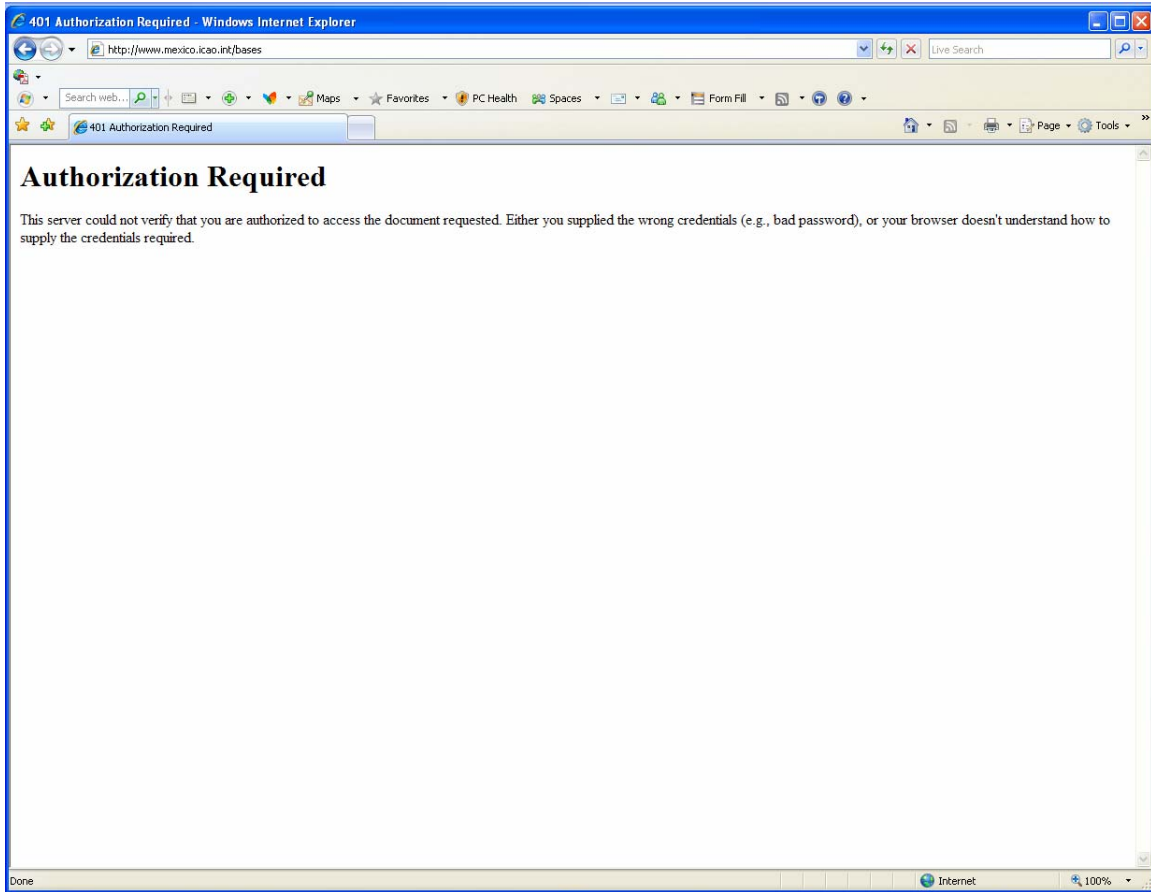 401 Authorization Required - Windows Internet Explorer
http://www.mexico.icao.int/bases
Live Search
Search web...
Maps
Favorites
PC Health
Spaces
Form Fill
401 Authorization Required
Page
Tools
Authorization Required
This server could not verify that you are authorized to access the document requested. Either you supplied the wrong credentials (e.g., bad password), or your browser doesn't understand how to
supply the credentials required.
Done
Internet
100%